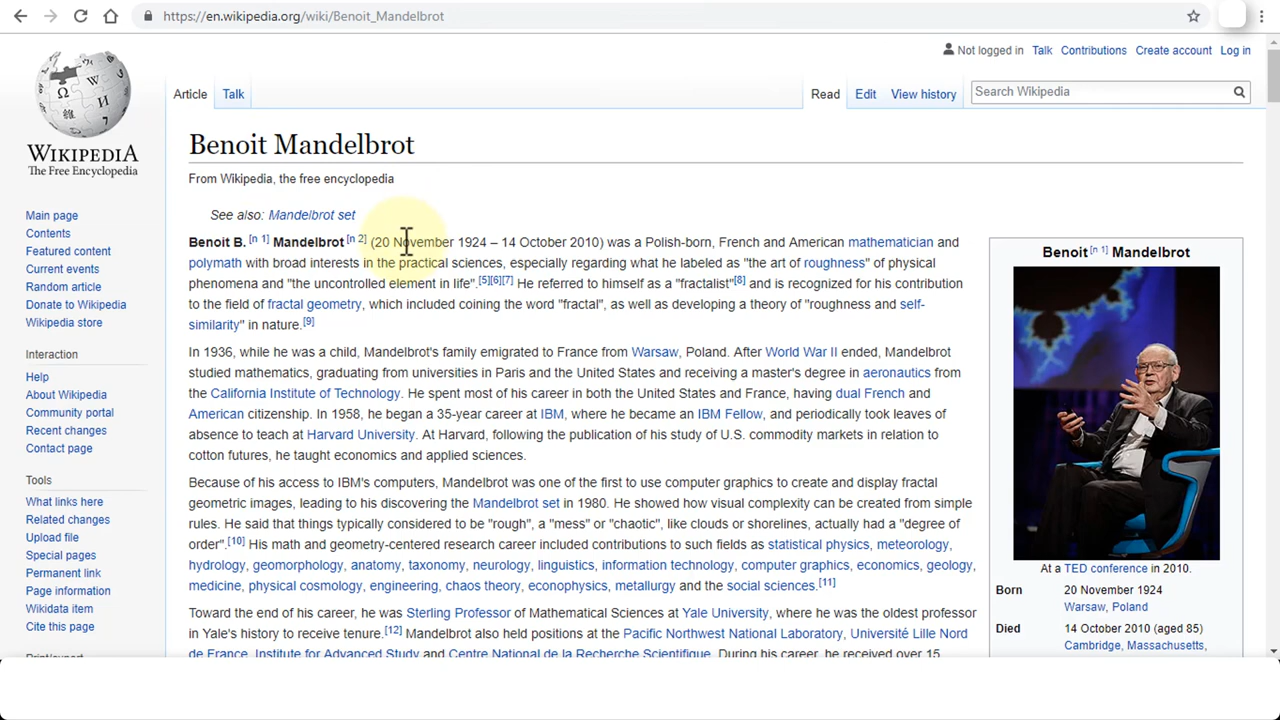 https://en.wikipedia.org/wiki/Benoit_Mandelbrot
Not logged in Talk Contributions Create account Log in
Article Talk Read Edit View history Search Wikipedia
WIKIPEDIA
The Free Encyclopedia
Main page
Contents
Featured content
Current events
Random article
Donate to Wikipedia
Wikipedia store
Interaction
Help
About Wikipedia
Community portal
Recent changes
Contact page
Tools
What links here
Related changes
Upload file
Special pages
Permanent link
Page information
Wikidata item
Cite this page
Print/export
Benoit Mandelbrot
From Wikipedia, the free encyclopedia
See also: Mandelbrot set
Benoit B. [n 1] Mandelbrot [n 2] (20 November 1924 – 14 October 2010) was a Polish-born, French and American mathematician and
polymath with broad interests in the practical sciences, especially regarding what he labeled as "the art of roughness" of physical
phenomena and "the uncontrolled element in life".[5][6][7] He referred to himself as a "fractalist"[8] and is recognized for his contribution
to the field of fractal geometry, which included coining the word "fractal", as well as developing a theory of "roughness and self-
similarity" in nature.[9]
In 1936, while he was a child, Mandelbrot's family emigrated to France from Warsaw, Poland. After World War II ended, Mandelbrot
studied mathematics, graduating from universities in Paris and the United States and receiving a master's degree in aeronautics from
the California Institute of Technology. He spent most of his career in both the United States and France, having dual French and
American citizenship. In 1958, he began a 35-year career at IBM, where he became an IBM Fellow, and periodically took leaves of
absence to teach at Harvard University. At Harvard, following the publication of his study of U.S. commodity markets in relation to
cotton futures, he taught economics and applied sciences.
Because of his access to IBM's computers, Mandelbrot was one of the first to use computer graphics to create and display fractal
geometric images, leading to his discovering the Mandelbrot set in 1980. He showed how visual complexity can be created from simple
rules. He said that things typically considered to be "rough", a "mess" or "chaotic", like clouds or shorelines, actually had a "degree of
order".[10] His math and geometry-centered research career included contributions to such fields as statistical physics, meteorology,
hydrology, geomorphology, anatomy, taxonomy, neurology, linguistics, information technology, computer graphics, economics, geology,
medicine, physical cosmology, engineering, chaos theory, econophysics, metallurgy and the social sciences.[11]
Toward the end of his career, he was Sterling Professor of Mathematical Sciences at Yale University, where he was the oldest professor
in Yale's history to receive tenure.[12] Mandelbrot also held positions at the Pacific Northwest National Laboratory, Université Lille Nord
de France, Institute for Advanced Study and Centre National de la Recherche Scientifique. During his career, he received over 15
Benoit [n 1] Mandelbrot
At a TED conference in 2010.
Born 20 November 1924
Warsaw, Poland
Died 14 October 2010 (aged 85)
Cambridge, Massachusetts,